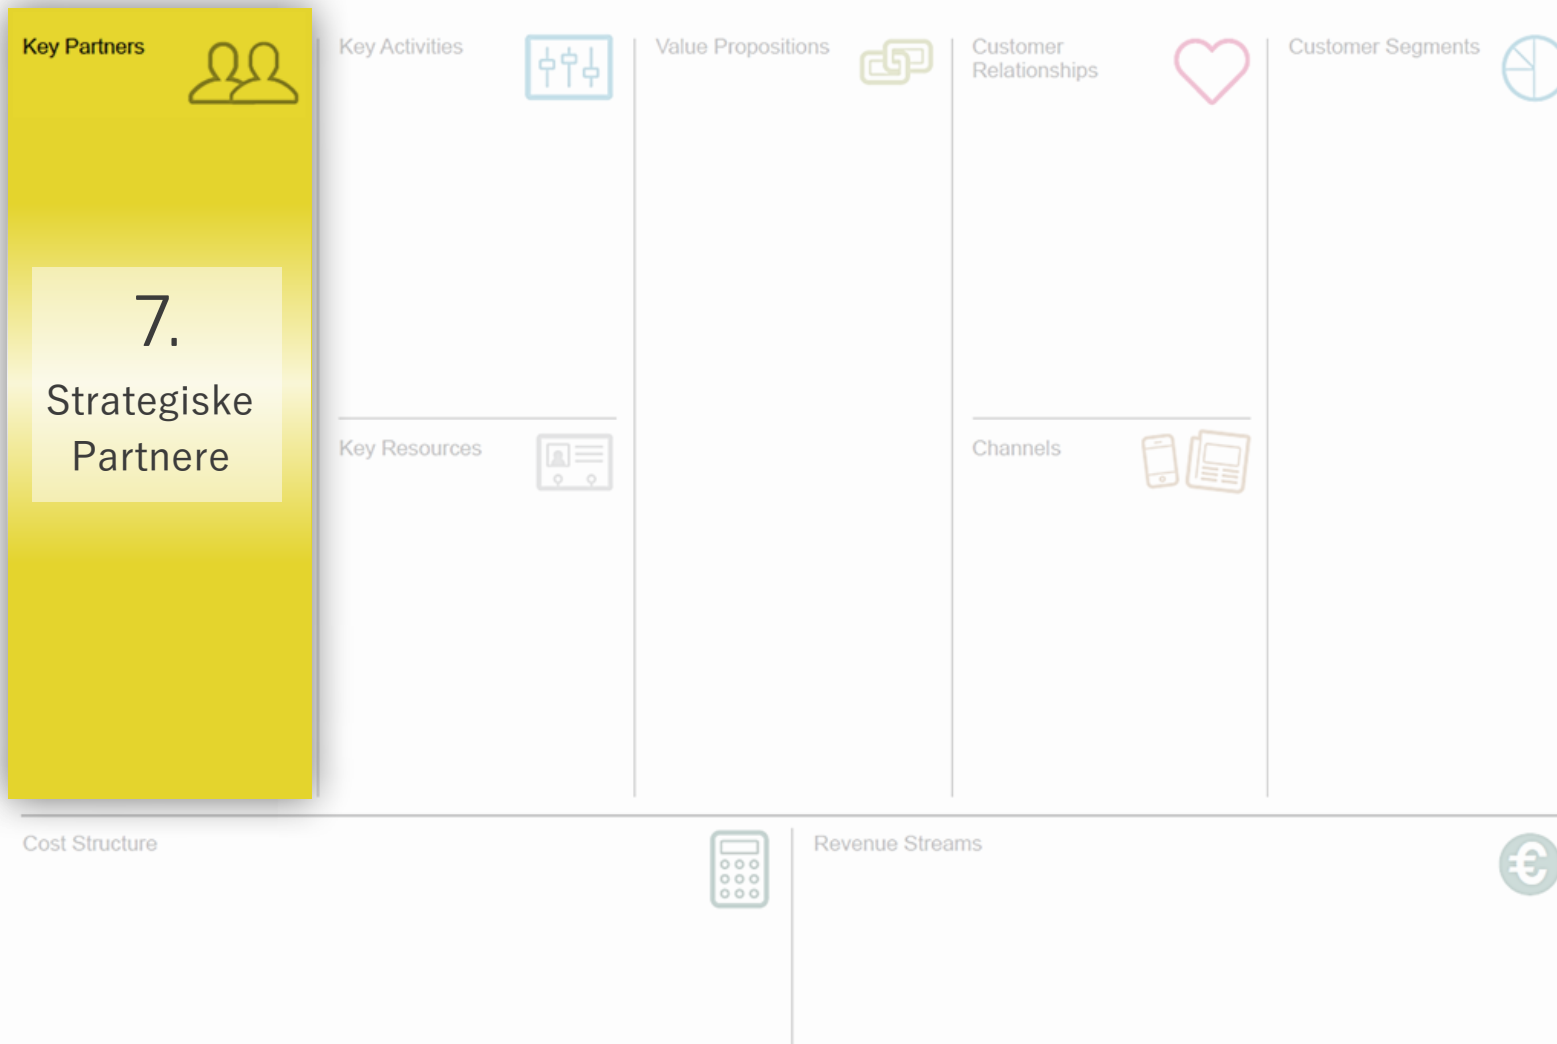 Key Partners
7.
Strategiske
Partnere
Key Activities
Key Resources
Value Propositions
Customer
Relationships
Channels
Customer Segments
Cost Structure
Revenue Streams
€